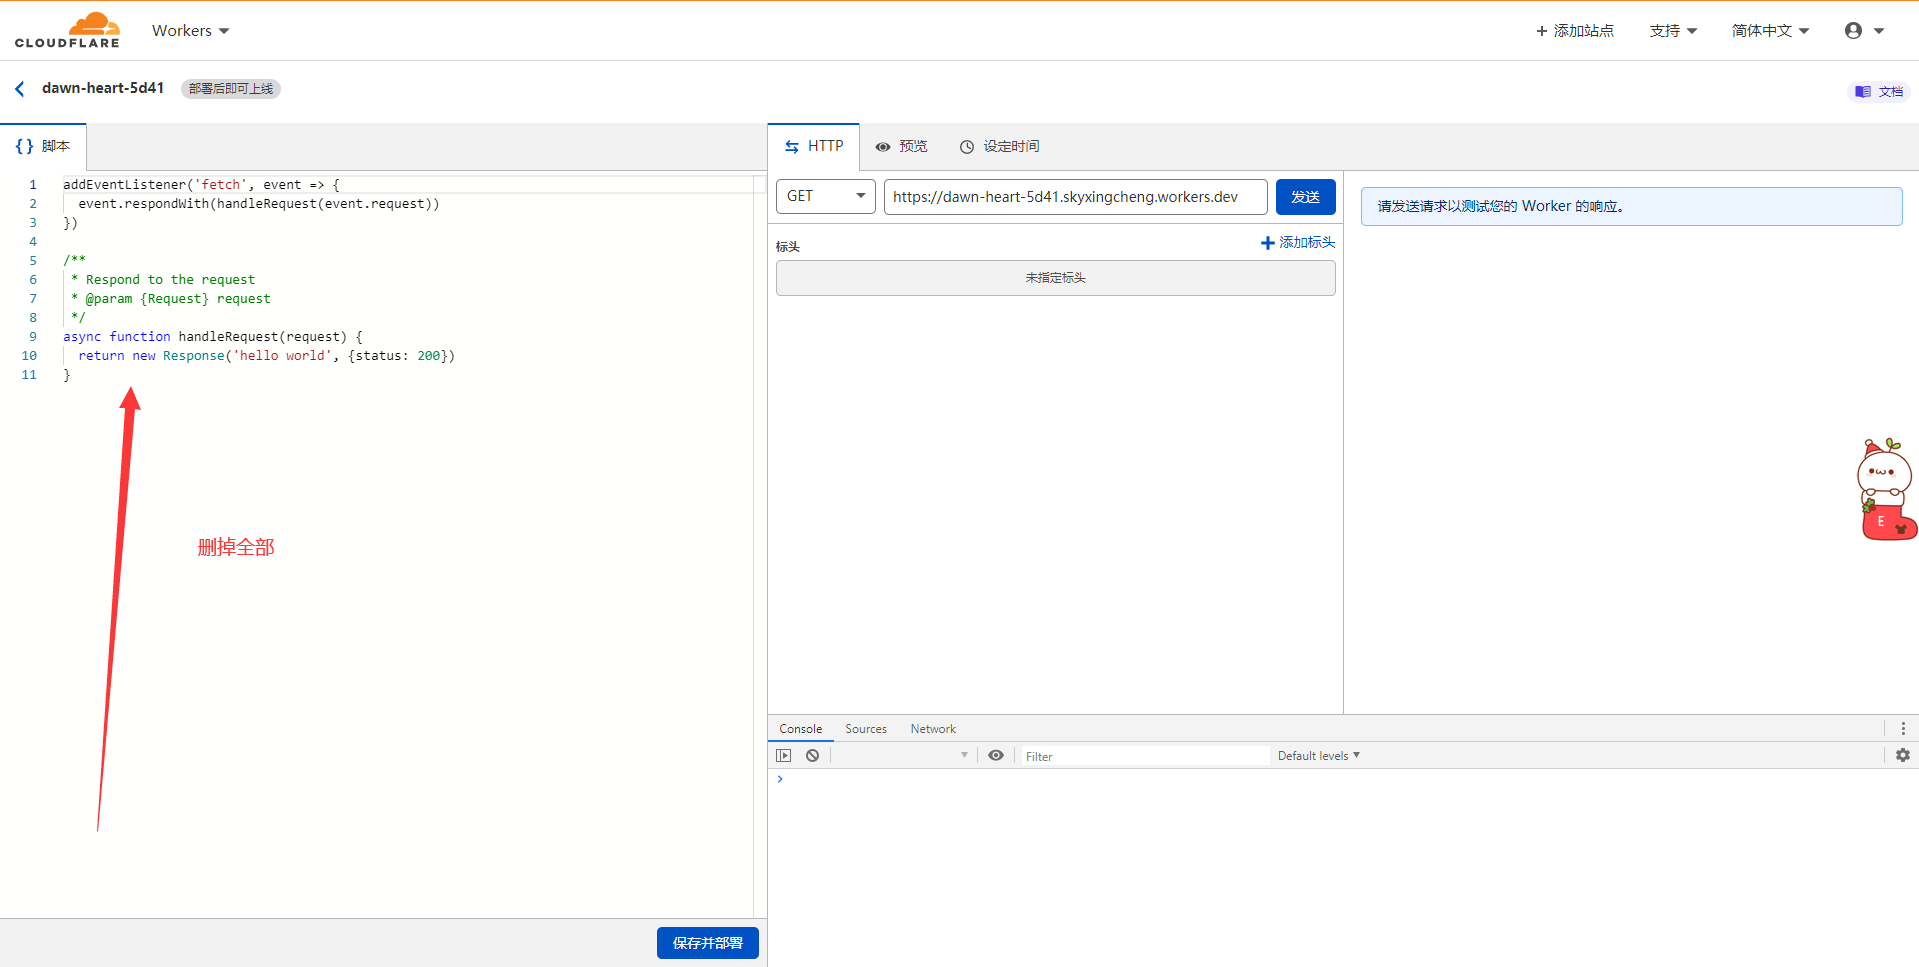 CLOUDFLARE
Workers
添加站点
支持
简体中文
dawn-heart-5d41
部署后即可上线
文档
{} 脚本
HTTP
预览
设定时间
1 addEventListener('fetch', event => {
2   event.respondWith(handleRequest(event.request))
3 })
4
5 /**
6  * Respond to the request
7  * @param {Request} request
8  */
9 async function handleRequest(request) {
10   return new Response('hello world', {status: 200})
11 }
删掉全部
保存并部署
GET
https://dawn-heart-5d41.skyxingcheng.workers.dev
发送
标头
添加标头
未指定标头
请发送请求以测试您的 Worker 的响应。
E
Console
Sources
Network
Filter
Default levels